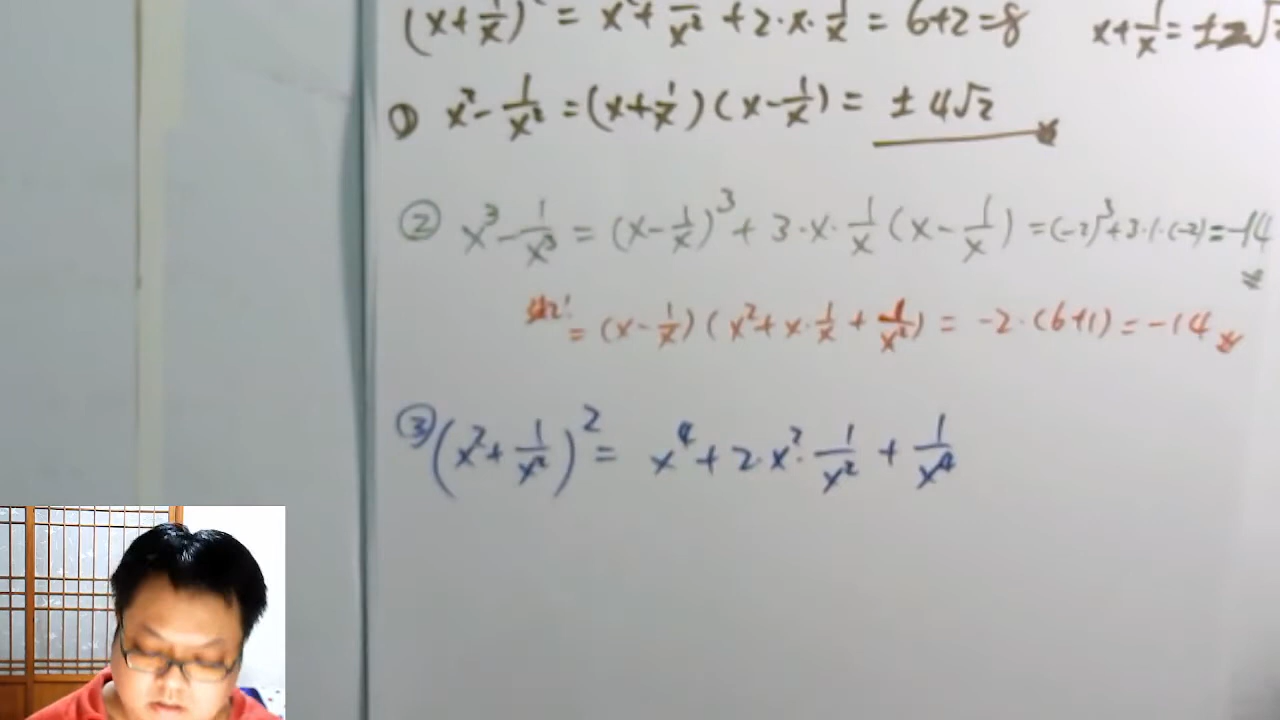 (x+1/x)² = x²+1/x²+2·x·1/x = 6+2=8 x+1/x=±2√2
① x²-1/x²=(x+1/x)(x-1/x)= ±4√2
② x³-1/x³=(x-1/x)³+3·x·1/x(x-1/x)=(-2)³+3·1·(-2)=-14
=(x-1/x)(x²+x·1/x+1/x²)=-2·(6+1)=-14
③(x²+1/x²)²= x⁴+2x²·1/x²+1/x⁴